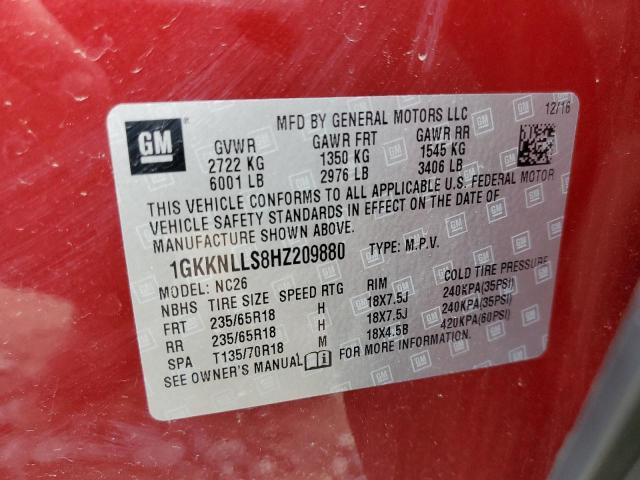 MFD BY GENERAL MOTORS LLC
12/16
GM
GVWR GAWR FRT GAWR RR
2722 KG 1350 KG 1545 KG
6001 LB 2976 LB 3406 LB
THIS VEHICLE CONFORMS TO ALL APPLICABLE U.S. FEDERAL MOTOR
VEHICLE SAFETY STANDARDS IN EFFECT ON THE DATE OF
MANUFACTURE SHOWN ABOVE.
1GKKNLLS8HZ209880 TYPE: M.P.V.
MODEL: NC26
NBHS TIRE SIZE SPEED RTG RIM COLD TIRE PRESSURE
FRT 235/65R18 H 18X7.5J 240KPA(35PSI)
RR 235/65R18 H 18X7.5J 240KPA(35PSI)
SPA T135/70R18 M 18X4.5B 420KPA(60PSI)
SEE OWNER'S MANUAL FOR MORE INFORMATION.